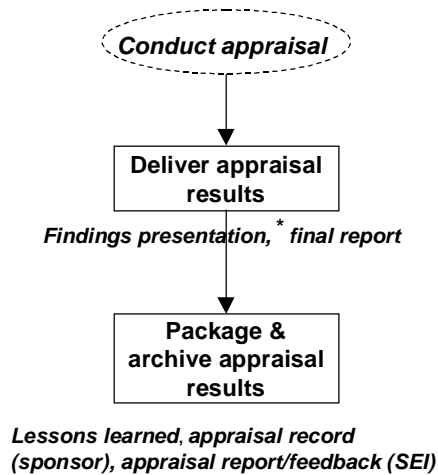 Conduct appraisal
Deliver appraisal
results
Findings presentation, * final report
Package &
archive appraisal
results
Lessons learned, appraisal record
(sponsor), appraisal report/feedback (SEI)